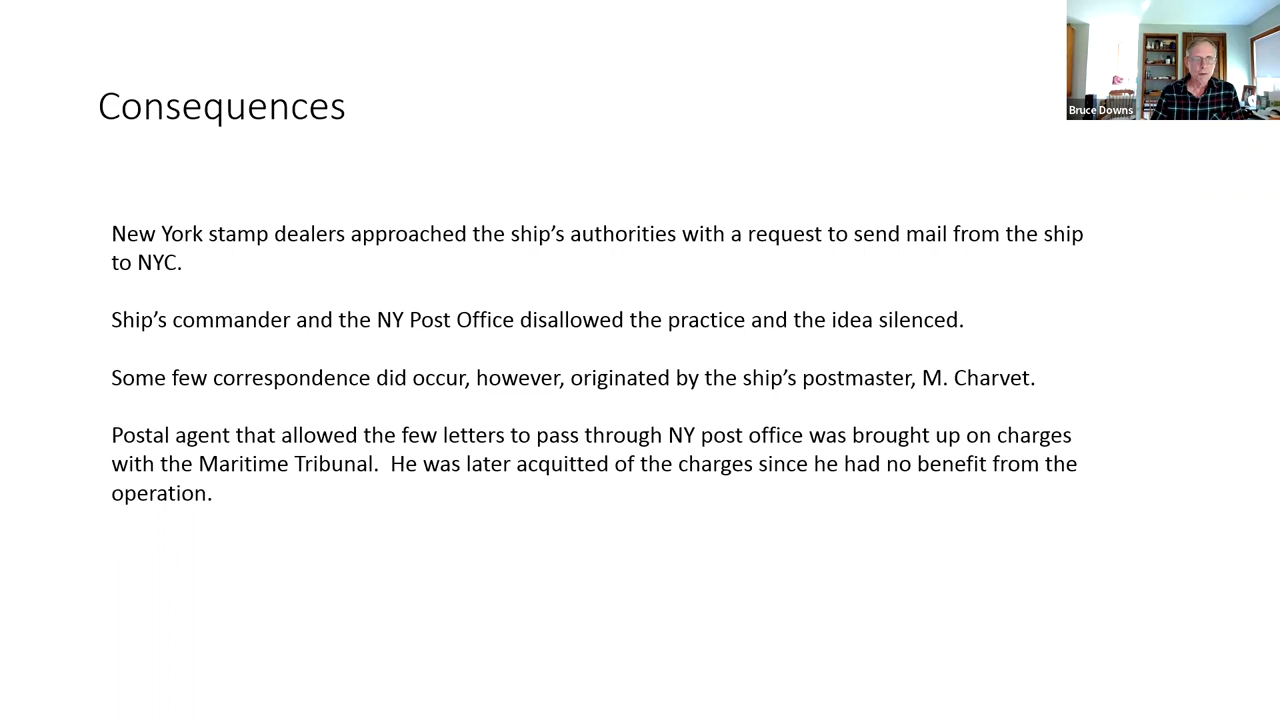 Bruce Downs
Consequences
New York stamp dealers approached the ship’s authorities with a request to send mail from the ship
to NYC.
Ship’s commander and the NY Post Office disallowed the practice and the idea silenced.
Some few correspondence did occur, however, originated by the ship’s postmaster, M. Charvet.
Postal agent that allowed the few letters to pass through NY post office was brought up on charges
with the Maritime Tribunal.  He was later acquitted of the charges since he had no benefit from the
operation.